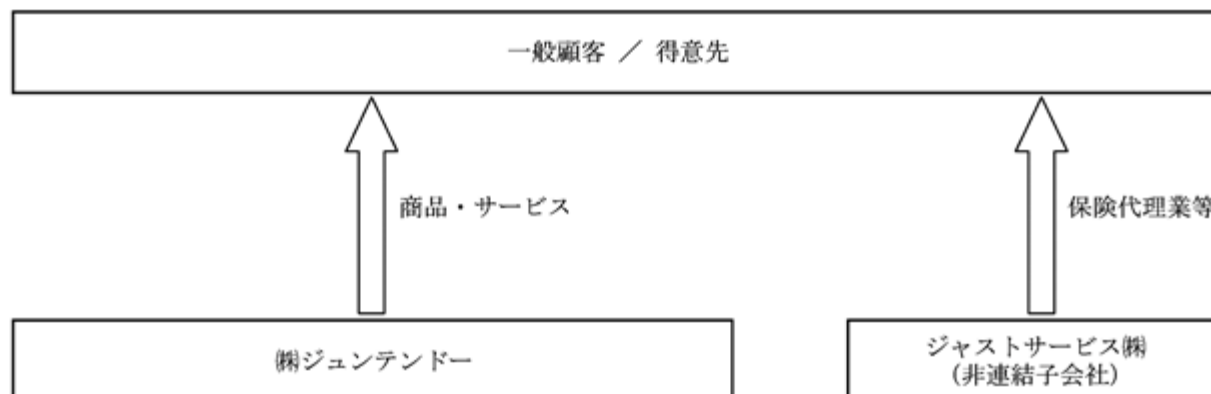 一般顧客 ／ 得意先
商品・サービス
保険代理業等
㈱ジュンテンドー
ジャストサービス㈱
(非連結子会社)